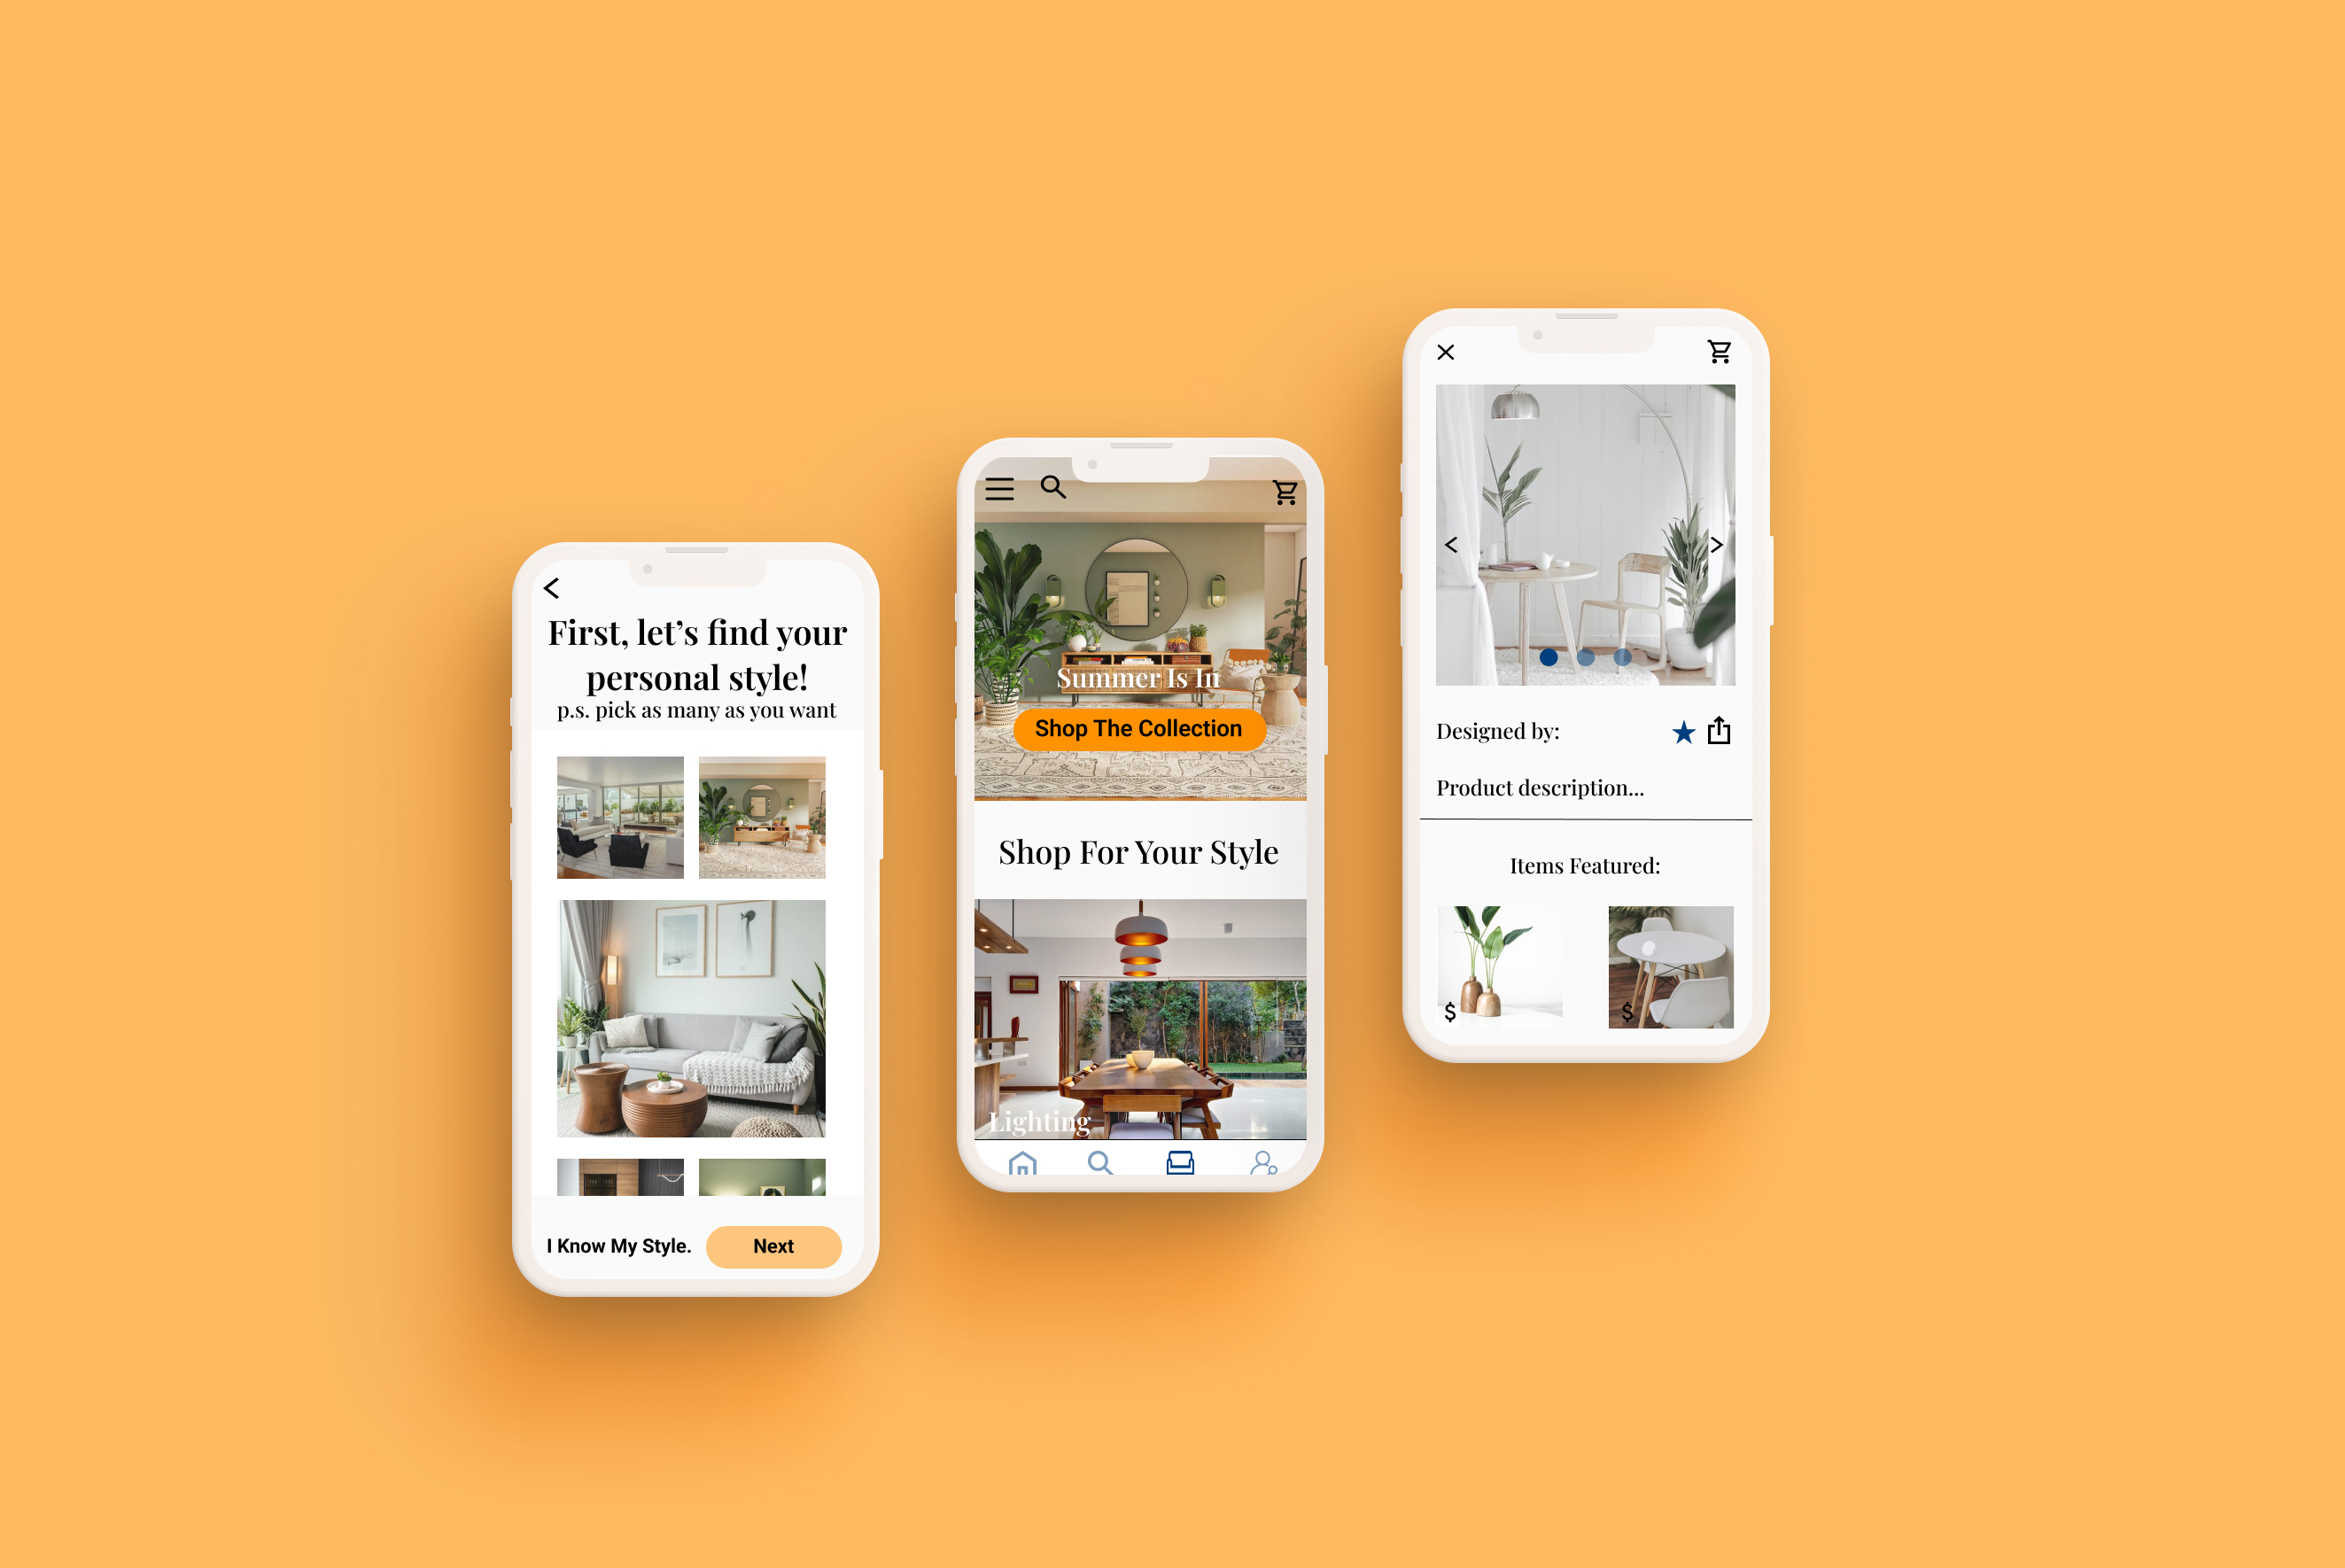 First, let’s find your
personal style!
p.s. pick as many as you want
I Know My Style.
Next
Summer Is In
Shop The Collection
Shop For Your Style
Lighting
Designed by:
Product description...
Items Featured:
$
$